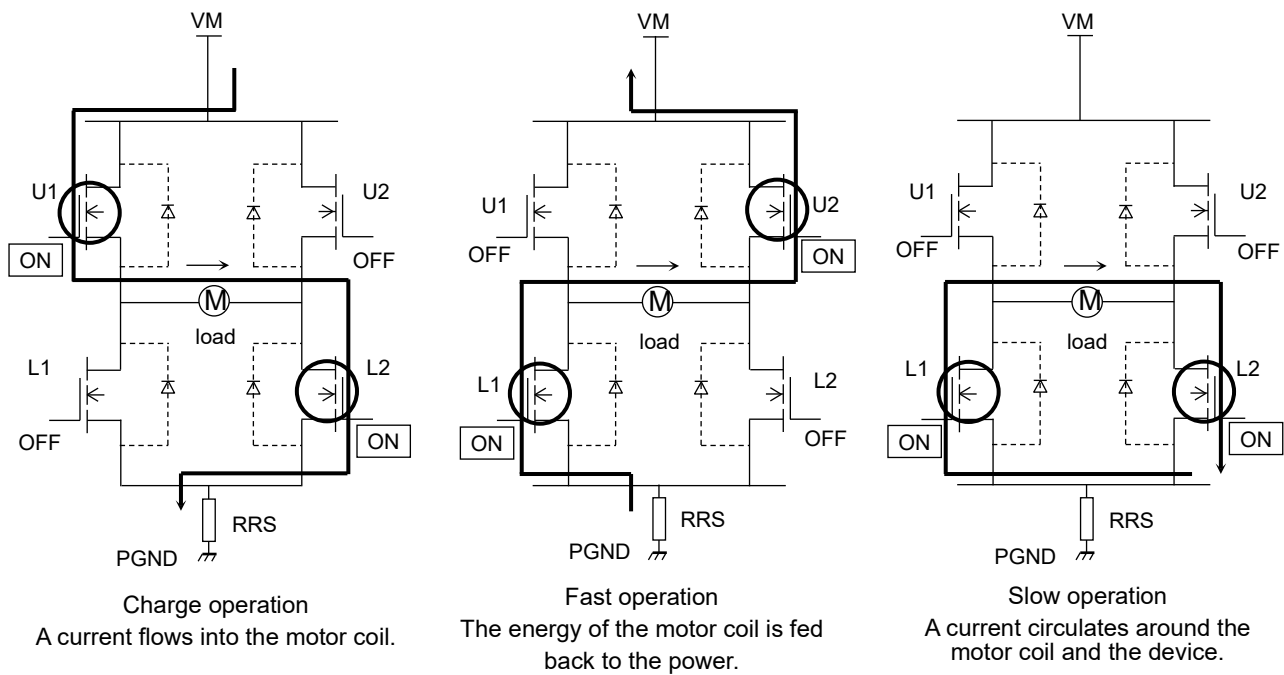 VM
U1
U2
ON
OFF
M
load
L1
L2
OFF
ON
RRS
PGND
Charge operation
A current flows into the motor coil.
VM
U1
U2
OFF
ON
M
load
L1
L2
ON
OFF
RRS
PGND
Fast operation
The energy of the motor coil is fed
back to the power.
VM
U1
U2
OFF
OFF
M
load
L1
L2
ON
ON
RRS
PGND
Slow operation
A current circulates around the
motor coil and the device.